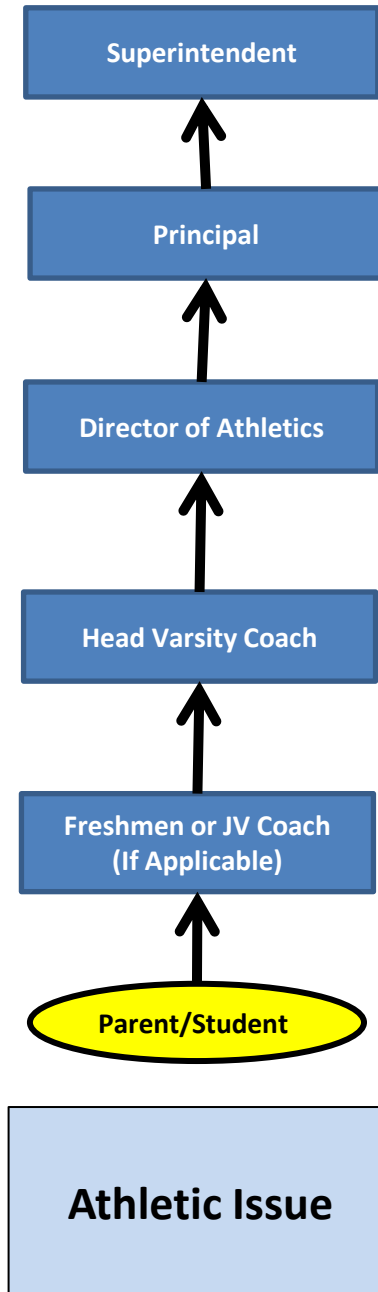 Superintendent
Principal
Director of Athletics
Head Varsity Coach
Freshmen or JV Coach
(If Applicable)
Parent/Student
Athletic Issue